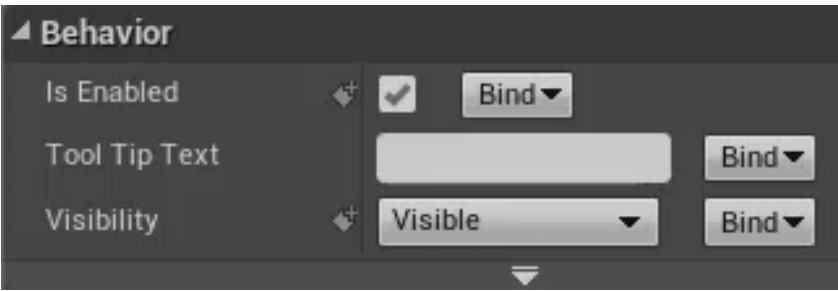 Behavior
Is Enabled Bind
Tool Tip Text Bind
Visibility Visible Bind